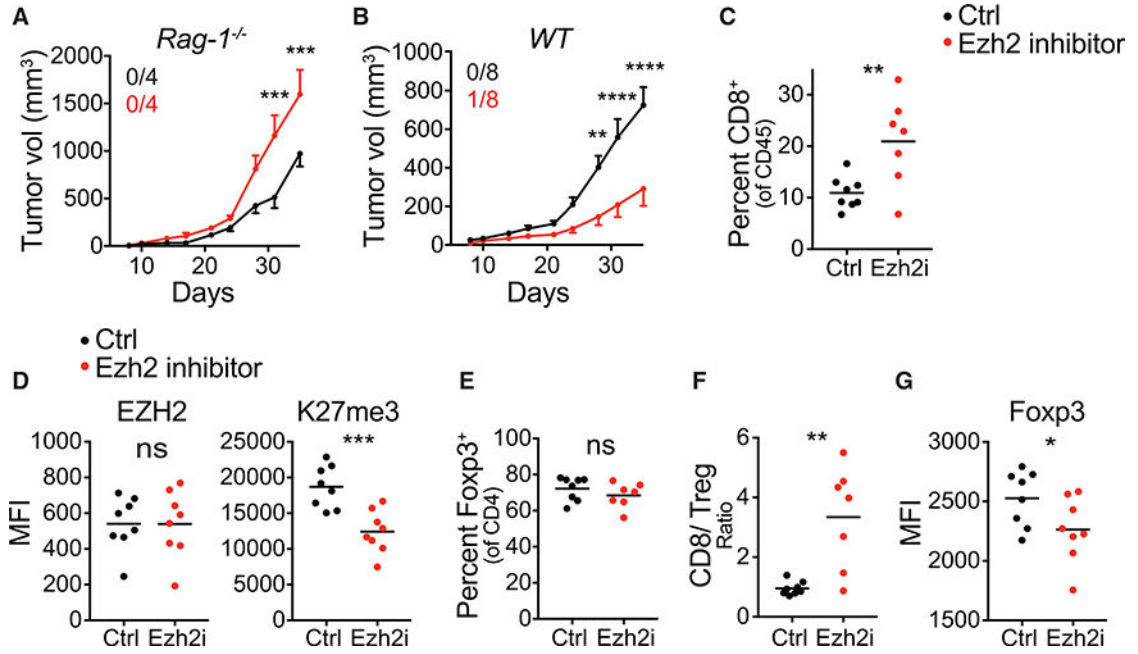 A
Rag-1-/-
Tumor vol (mm3)
2000
1500
1000
500
0
0/4
0/4
***
***
10
20
30
Days
B
WT
Tumor vol (mm3)
1000
800
600
400
200
0
0/8
1/8
**
****
****
10
20
30
Days
C
Ctrl
Ezh2 inhibitor
Percent CD8+
(of CD45)
30
20
10
0
**
Ctrl Ezh2i
Ctrl
Ezh2 inhibitor
D
EZH2
MFI
1000
800
600
400
200
0
ns
Ctrl Ezh2i
K27me3
25000
20000
15000
10000
5000
0
***
Ctrl Ezh2i
E
Percent Foxp3+
(of CD4)
100
80
60
40
20
0
ns
Ctrl Ezh2i
F
CD8/ Treg
Ratio
6
4
2
0
**
Ctrl Ezh2i
G
Foxp3
MFI
3000
2500
2000
1500
*
Ctrl Ezh2i